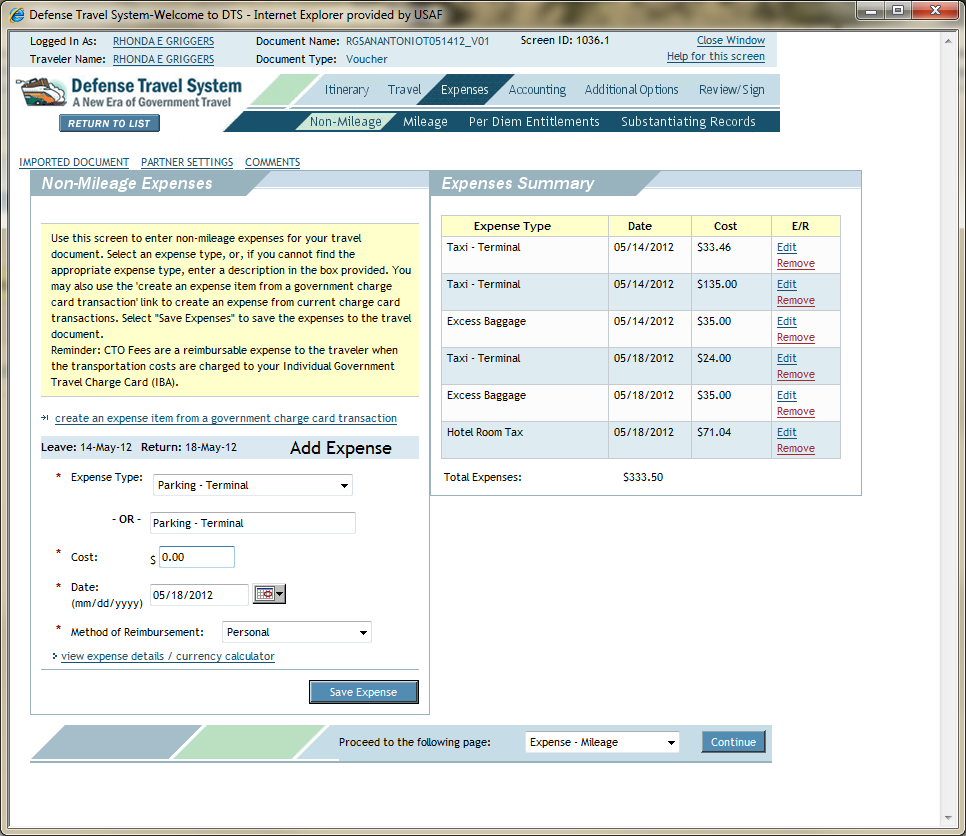 Defense Travel System-Welcome to DTS - Internet Explorer provided by USAF
Logged In As: RHONDA E GRIGGERS Document Name: RGSANANTONIOT051412_V01 Screen ID: 1036.1 Close Window
Traveler Name: RHONDA E GRIGGERS Document Type: Voucher Help for this screen
Defense Travel System
A New Era of Government Travel
RETURN TO LIST
Itinerary Travel Expenses Accounting Additional Options Review/Sign
Non-Mileage Mileage Per Diem Entitlements Substantiating Records
IMPORTED DOCUMENT PARTNER SETTINGS COMMENTS
Non-Mileage Expenses
Use this screen to enter non-mileage expenses for your travel
document. Select an expense type, or, if you cannot find the
appropriate expense type, enter a description in the box provided. You
may also use the 'create an expense item from a government charge
card transaction' link to create an expense from current charge card
transactions. Select "Save Expenses" to save the expenses to the travel
document.
Reminder: CTO Fees are a reimbursable expense to the traveler when
the transportation costs are charged to your Individual Government
Travel Charge Card (IBA).
create an expense item from a government charge card transaction
Leave: 14-May-12 Return: 18-May-12 Add Expense
* Expense Type: Parking - Terminal
- OR - Parking - Terminal
* Cost: $ 0.00
* Date: 05/18/2012
(mm/dd/yyyy)
* Method of Reimbursement: Personal
view expense details / currency calculator
Save Expense
Expenses Summary
Expense Type Date Cost E/R
Taxi - Terminal 05/14/2012 $33.46 Edit
Remove
Taxi - Terminal 05/14/2012 $135.00 Edit
Remove
Excess Baggage 05/14/2012 $35.00 Edit
Remove
Taxi - Terminal 05/18/2012 $24.00 Edit
Remove
Excess Baggage 05/18/2012 $35.00 Edit
Remove
Hotel Room Tax 05/18/2012 $71.04 Edit
Remove
Total Expenses: $333.50
Proceed to the following page: Expense - Mileage Continue